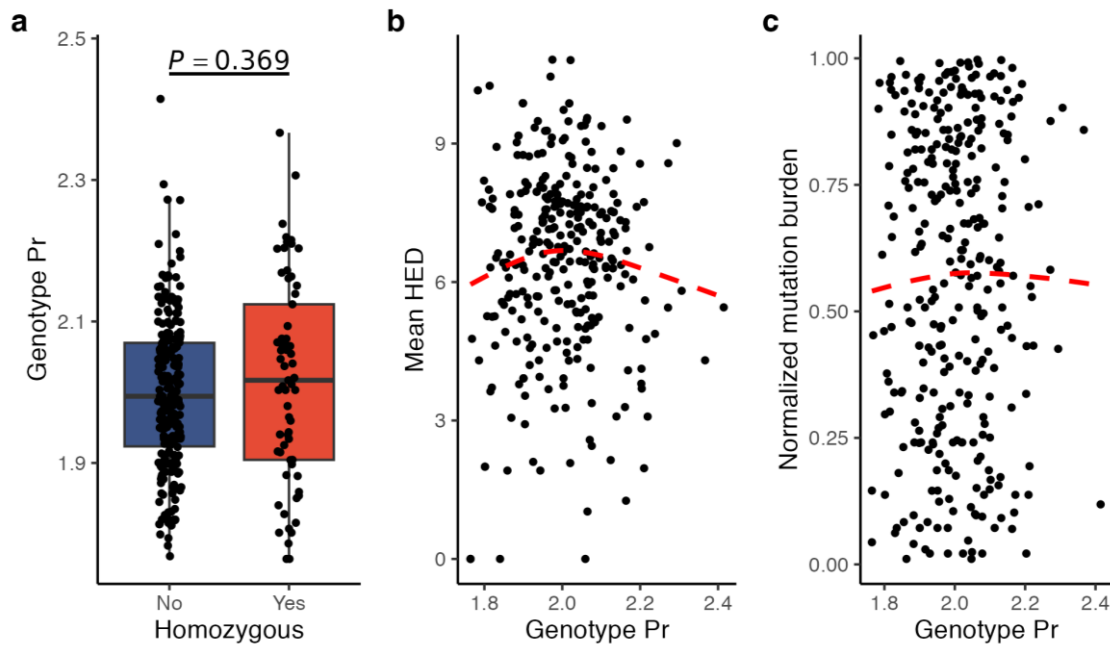 a
P = 0.369
2.5
2.3
2.1
1.9
Genotype Pr
No
Yes
Homozygous
b
9
6
3
0
Mean HED
1.8
2.0
2.2
2.4
Genotype Pr
c
1.00
0.75
0.50
0.25
0.00
Normalized mutation burden
1.8
2.0
2.2
2.4
Genotype Pr